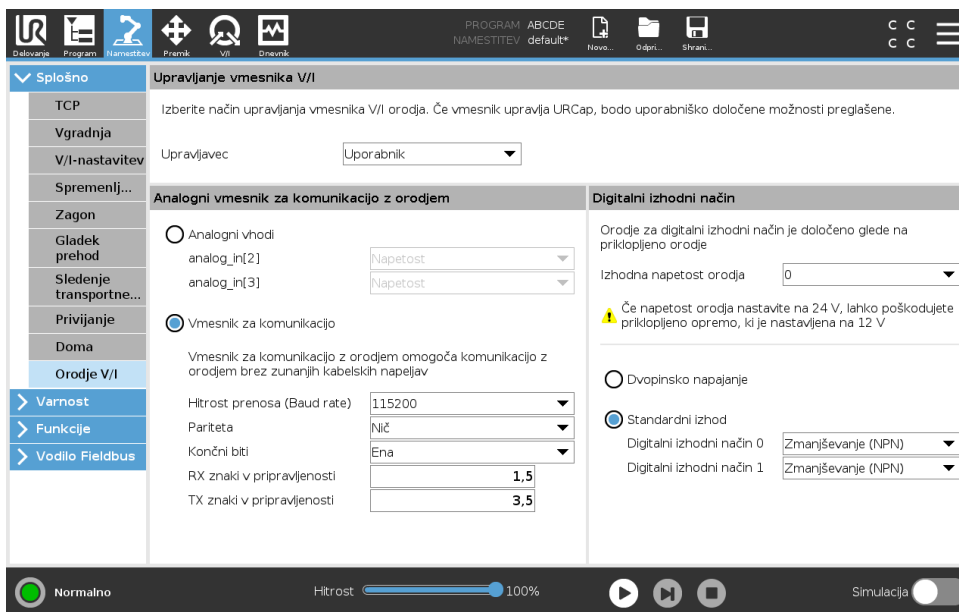 PROGRAM ABCDE
NAMESTITEV default*
UR
Delovanje Program Namestitev Premik V/I Dnevnik Novo... Odpri... Shrani...
C C
C C
Splošno
TCP
Vgradnja
V/I-nastavitev
Spremenlj...
Zagon
Gladek
prehod
Sledenje
transportne...
Privijanje
Doma
Orodje V/I
Varnost
Funkcije
Vodilo Fieldbus
Upravljanje vmesnika V/I
Izberite način upravljanja vmesnika V/I orodja. Če vmesnik upravlja URCap, bodo uporabniško določene možnosti preglašene.
Upravljavec Uporabnik
Analogni vmesnik za komunikacijo z orodjem
Analogni vhodi
analog_in[2] Napetost
analog_in[3] Napetost
Vmesnik za komunikacijo
Vmesnik za komunikacijo z orodjem omogoča komunikacijo z
orodjem brez zunanjih kabelskih napeljav
Hitrost prenosa (Baud rate) 115200
Pariteta Nič
Končni biti Ena
RX znaki v pripravljenosti 1,5
TX znaki v pripravljenosti 3,5
Digitalni izhodni način
Orodje za digitalni izhodni način je določeno glede na
priklopljeno orodje
Izhodna napetost orodja 0
Če napetost orodja nastavite na 24 V, lahko poškodujete
priklopljeno opremo, ki je nastavljena na 12 V
Dvopinsko napajanje
Standardni izhod
Digitalni izhodni način 0 Zmanjševanje (NPN)
Digitalni izhodni način 1 Zmanjševanje (NPN)
Normalno
Hitrost 100%
Simulacija